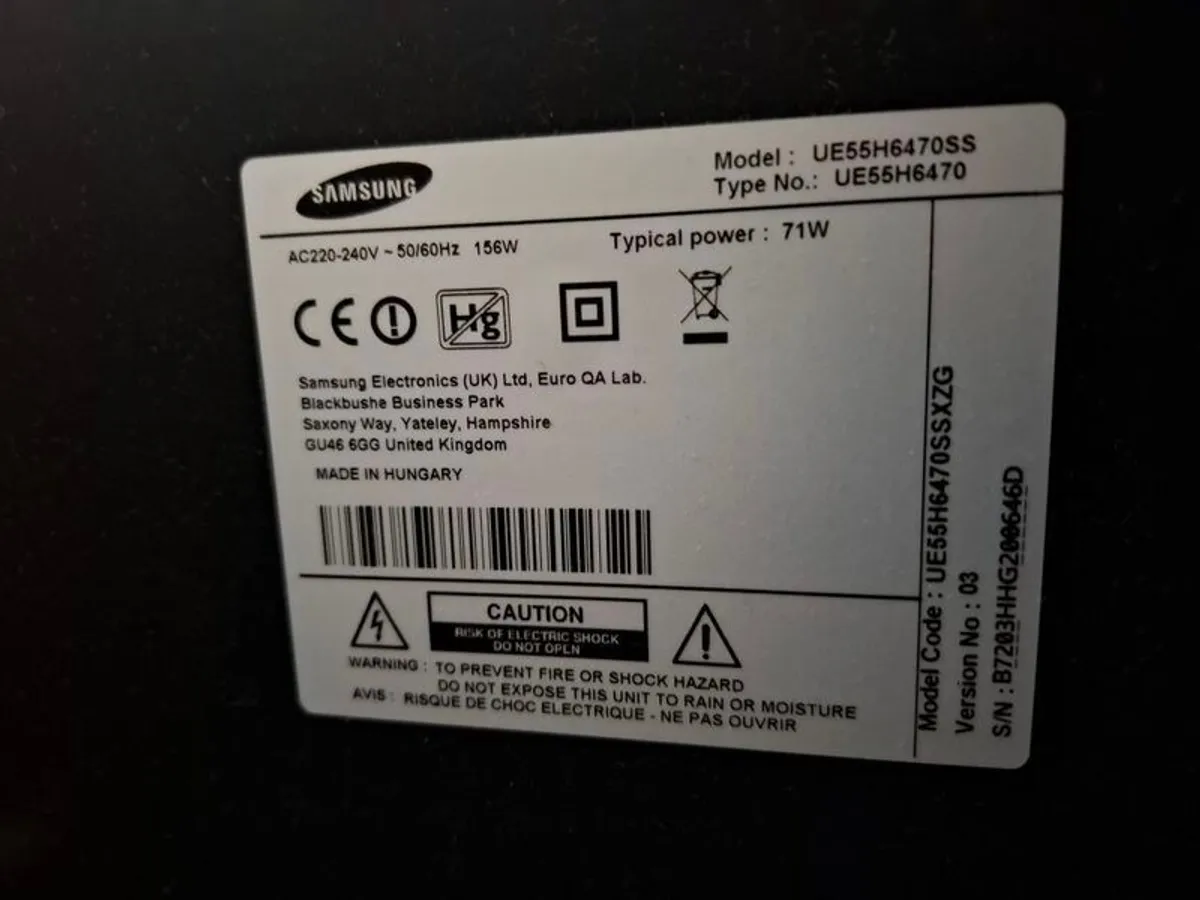 SAMSUNG
Model : UE55H6470SS
Type No.: UE55H6470
AC220-240V ~ 50/60Hz 156W
Typical power : 71W
CE
Hg
Samsung Electronics (UK) Ltd, Euro QA Lab.
Blackbushe Business Park
Saxony Way, Yateley, Hampshire
GU46 6GG United Kingdom
MADE IN HUNGARY
CAUTION
RISK OF ELECTRIC SHOCK
DO NOT OPEN
WARNING : TO PREVENT FIRE OR SHOCK HAZARD
DO NOT EXPOSE THIS UNIT TO RAIN OR MOISTURE
AVIS : RISQUE DE CHOC ELECTRIQUE - NE PAS OUVRIR
Model Code : UE55H6470SSXZG
Version No : 03
S/N : B7203HHG200646D